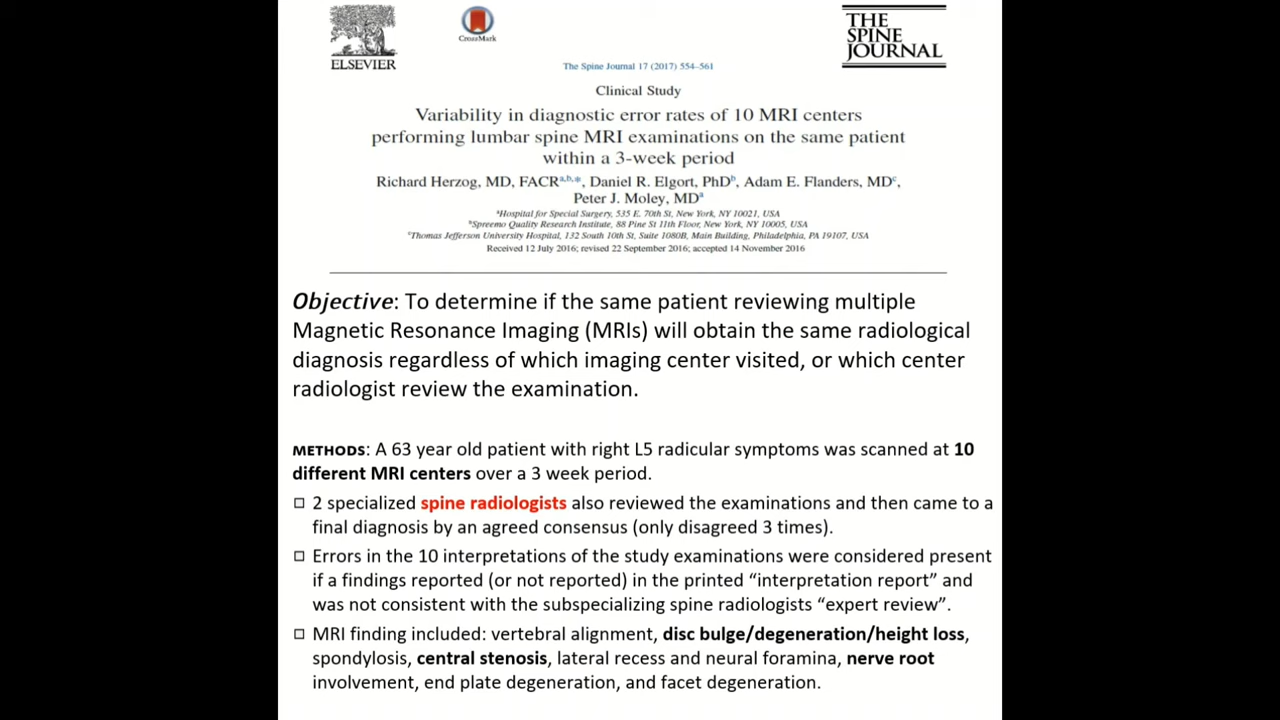 ELSEVIER
CrossMark
THE
SPINE
JOURNAL
The Spine Journal 17 (2017) 554–561
Clinical Study
Variability in diagnostic error rates of 10 MRI centers
performing lumbar spine MRI examinations on the same patient
within a 3-week period
Richard Herzog, MD, FACRa,b,*, Daniel R. Elgort, PhDb, Adam E. Flanders, MDc,
Peter J. Moley, MDa
aHospital for Special Surgery, 535 E. 70th St, New York, NY 10021, USA
bSpreemo Quality Research Institute, 88 Pine St 11th Floor, New York, NY 10005, USA
cThomas Jefferson University Hospital, 132 South 10th St, Suite 1080B, Main Building, Philadelphia, PA 19107, USA
Received 12 July 2016; revised 22 September 2016; accepted 14 November 2016
Objective: To determine if the same patient reviewing multiple
Magnetic Resonance Imaging (MRIs) will obtain the same radiological
diagnosis regardless of which imaging center visited, or which center
radiologist review the examination.
METHODS: A 63 year old patient with right L5 radicular symptoms was scanned at 10
different MRI centers over a 3 week period.
2 specialized spine radiologists also reviewed the examinations and then came to a
final diagnosis by an agreed consensus (only disagreed 3 times).
Errors in the 10 interpretations of the study examinations were considered present
if a findings reported (or not reported) in the printed “interpretation report” and
was not consistent with the subspecializing spine radiologists “expert review”.
MRI finding included: vertebral alignment, disc bulge/degeneration/height loss,
spondylosis, central stenosis, lateral recess and neural foramina, nerve root
involvement, end plate degeneration, and facet degeneration.